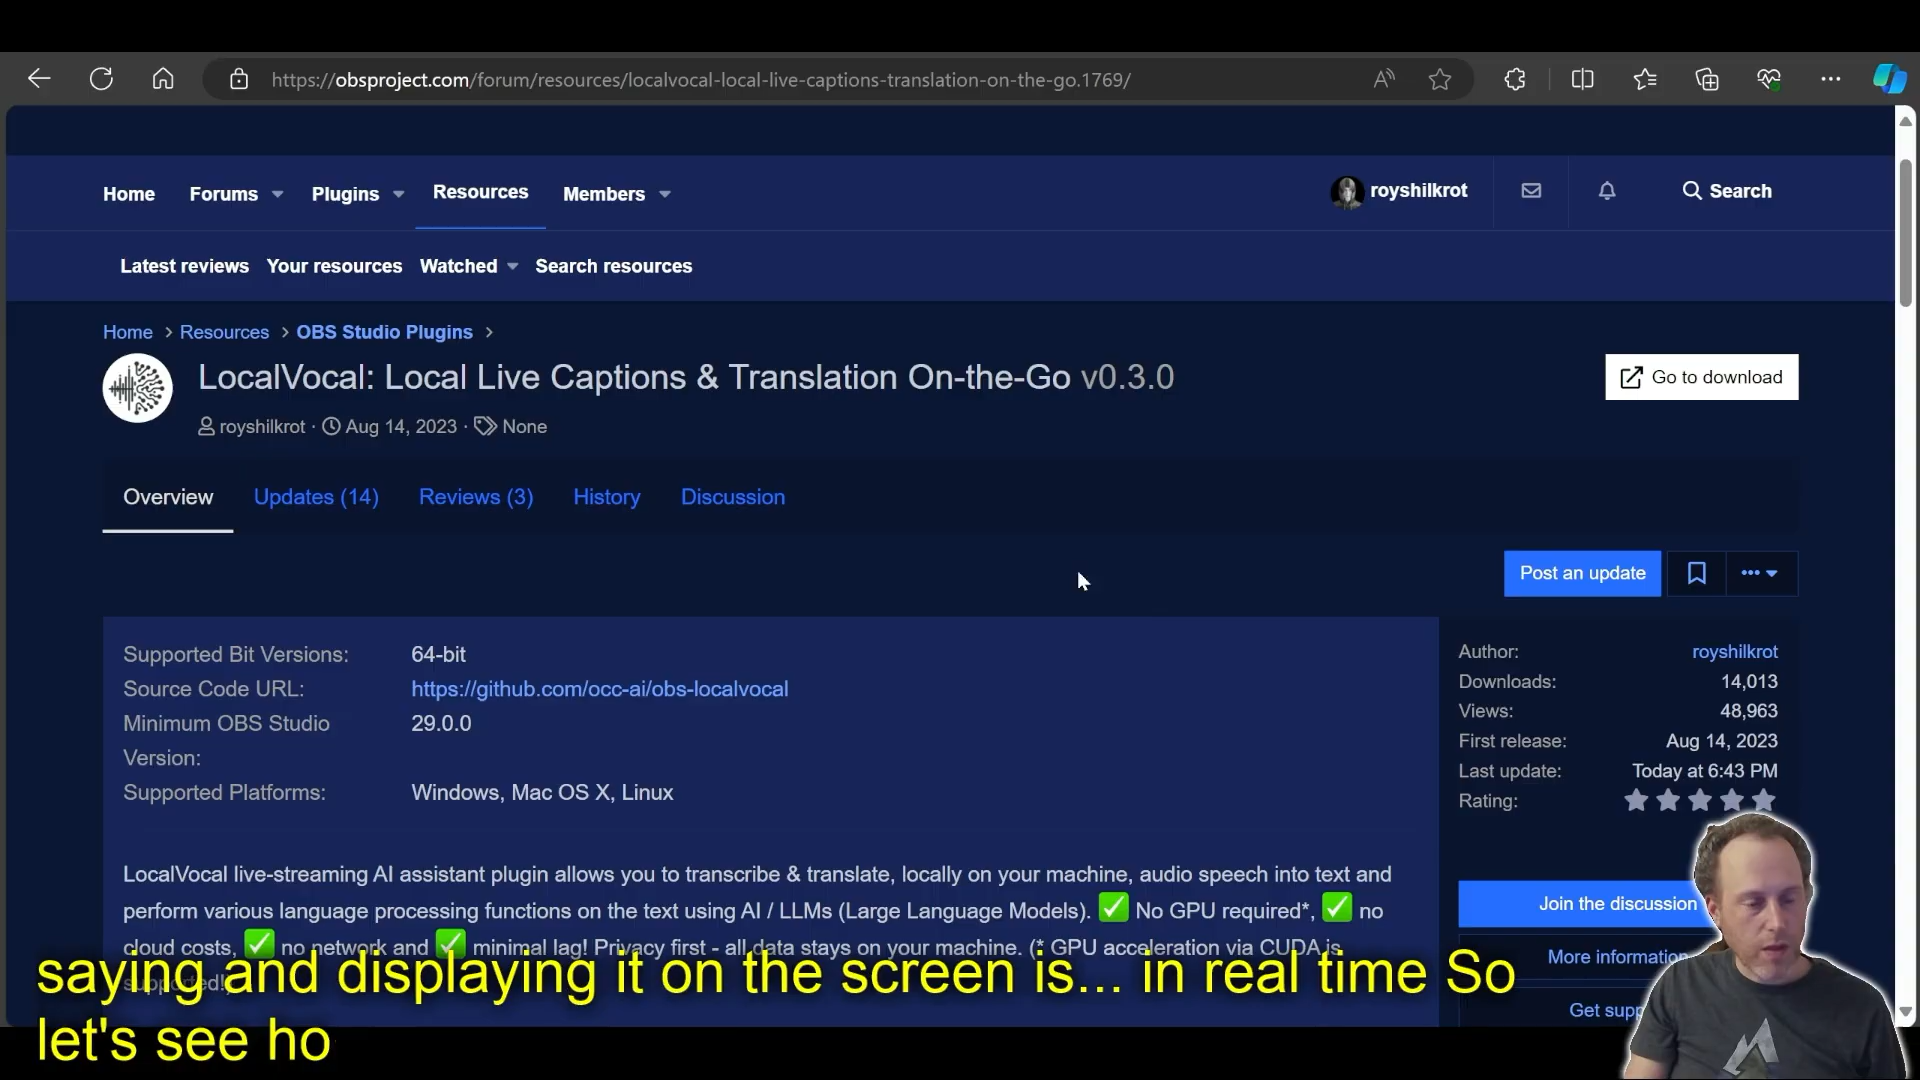 https://obsproject.com/forum/resources/localvocal-local-live-captions-translation-on-the-go.1769/
Home Forums Plugins Resources Members royshilkrot Search
Latest reviews Your resources Watched Search resources
Home > Resources > OBS Studio Plugins >
LocalVocal: Local Live Captions & Translation On-the-Go v0.3.0
Go to download
royshilkrot · Aug 14, 2023 · None
Overview Updates (14) Reviews (3) History Discussion
Post an update
Supported Bit Versions: 64-bit
Source Code URL: https://github.com/occ-ai/obs-localvocal
Minimum OBS Studio Version: 29.0.0
Supported Platforms: Windows, Mac OS X, Linux
LocalVocal live-streaming AI assistant plugin allows you to transcribe & translate, locally on your machine, audio speech into text and
perform various language processing functions on the text using AI / LLMs (Large Language Models). ✅ No GPU required*, ✅ no
cloud costs, ✅ no network and ✅ minimal lag! Privacy first - all data stays on your machine. (* GPU acceleration via CUDA is
supported!)
Author: royshilkrot
Downloads: 14,013
Views: 48,963
First release: Aug 14, 2023
Last update: Today at 6:43 PM
Rating:
Join the discussion
More information
Get supp
saying and displaying it on the screen is... in real time So
let's see ho